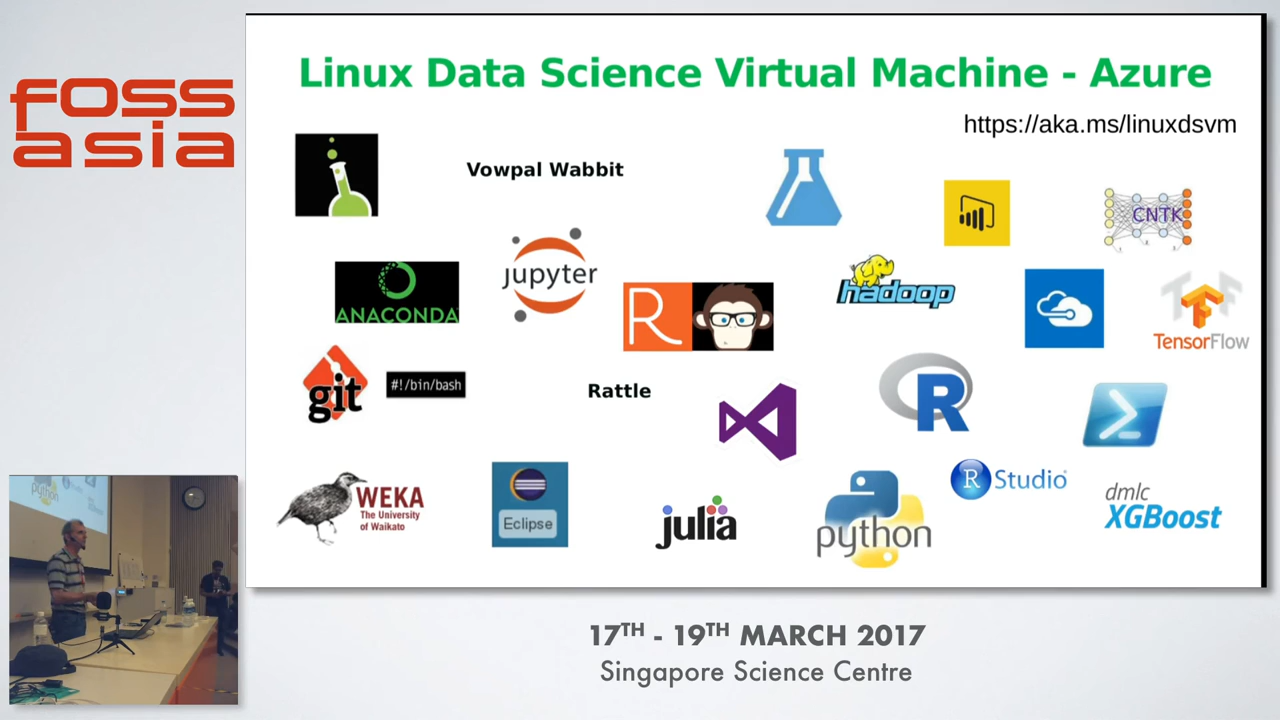 foss
asia
Linux Data Science Virtual Machine - Azure
https://aka.ms/linuxdsvm
Vowpal Wabbit
CNTK
jupyter
ANACONDA
R
hadoop
TensorFlow
git
#!/bin/bash
Rattle
R
WEKA
The University
of Waikato
Eclipse
julia
python
R Studio
dmlc
XGBoost
17TH - 19TH MARCH 2017
Singapore Science Centre